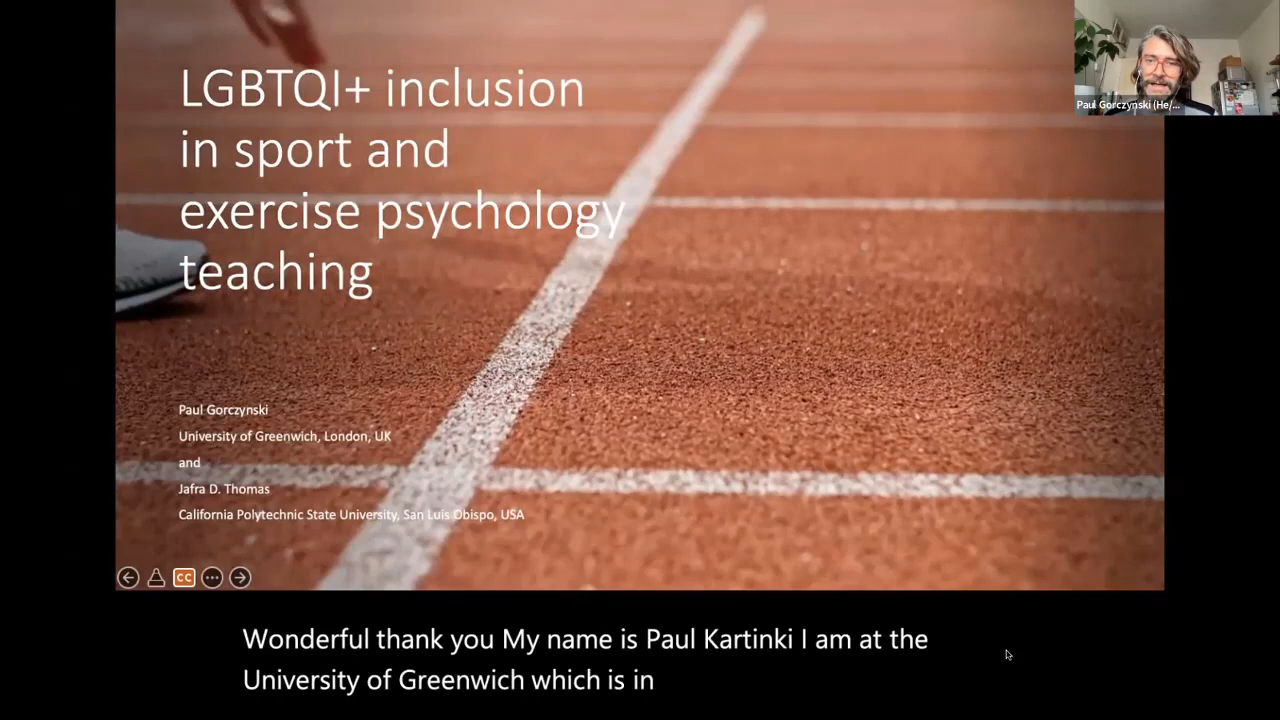 LGBTQI+ inclusion
in sport and
exercise psychology
teaching
Paul Gorczynski
University of Greenwich, London, UK
and
Jafra D. Thomas
California Polytechnic State University, San Luis Obispo, USA
Paul Gorczynski (He/...
CC
Wonderful thank you My name is Paul Kartinki I am at the
University of Greenwich which is in